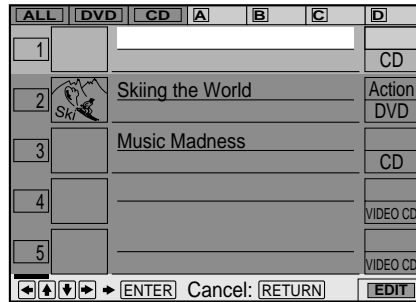 ALL DVD CD A B C D
1 CD
2 Ski Skiing the World Action DVD
3 Music Madness CD
4 VIDEO CD
5 VIDEO CD
ENTER Cancel: RETURN EDIT